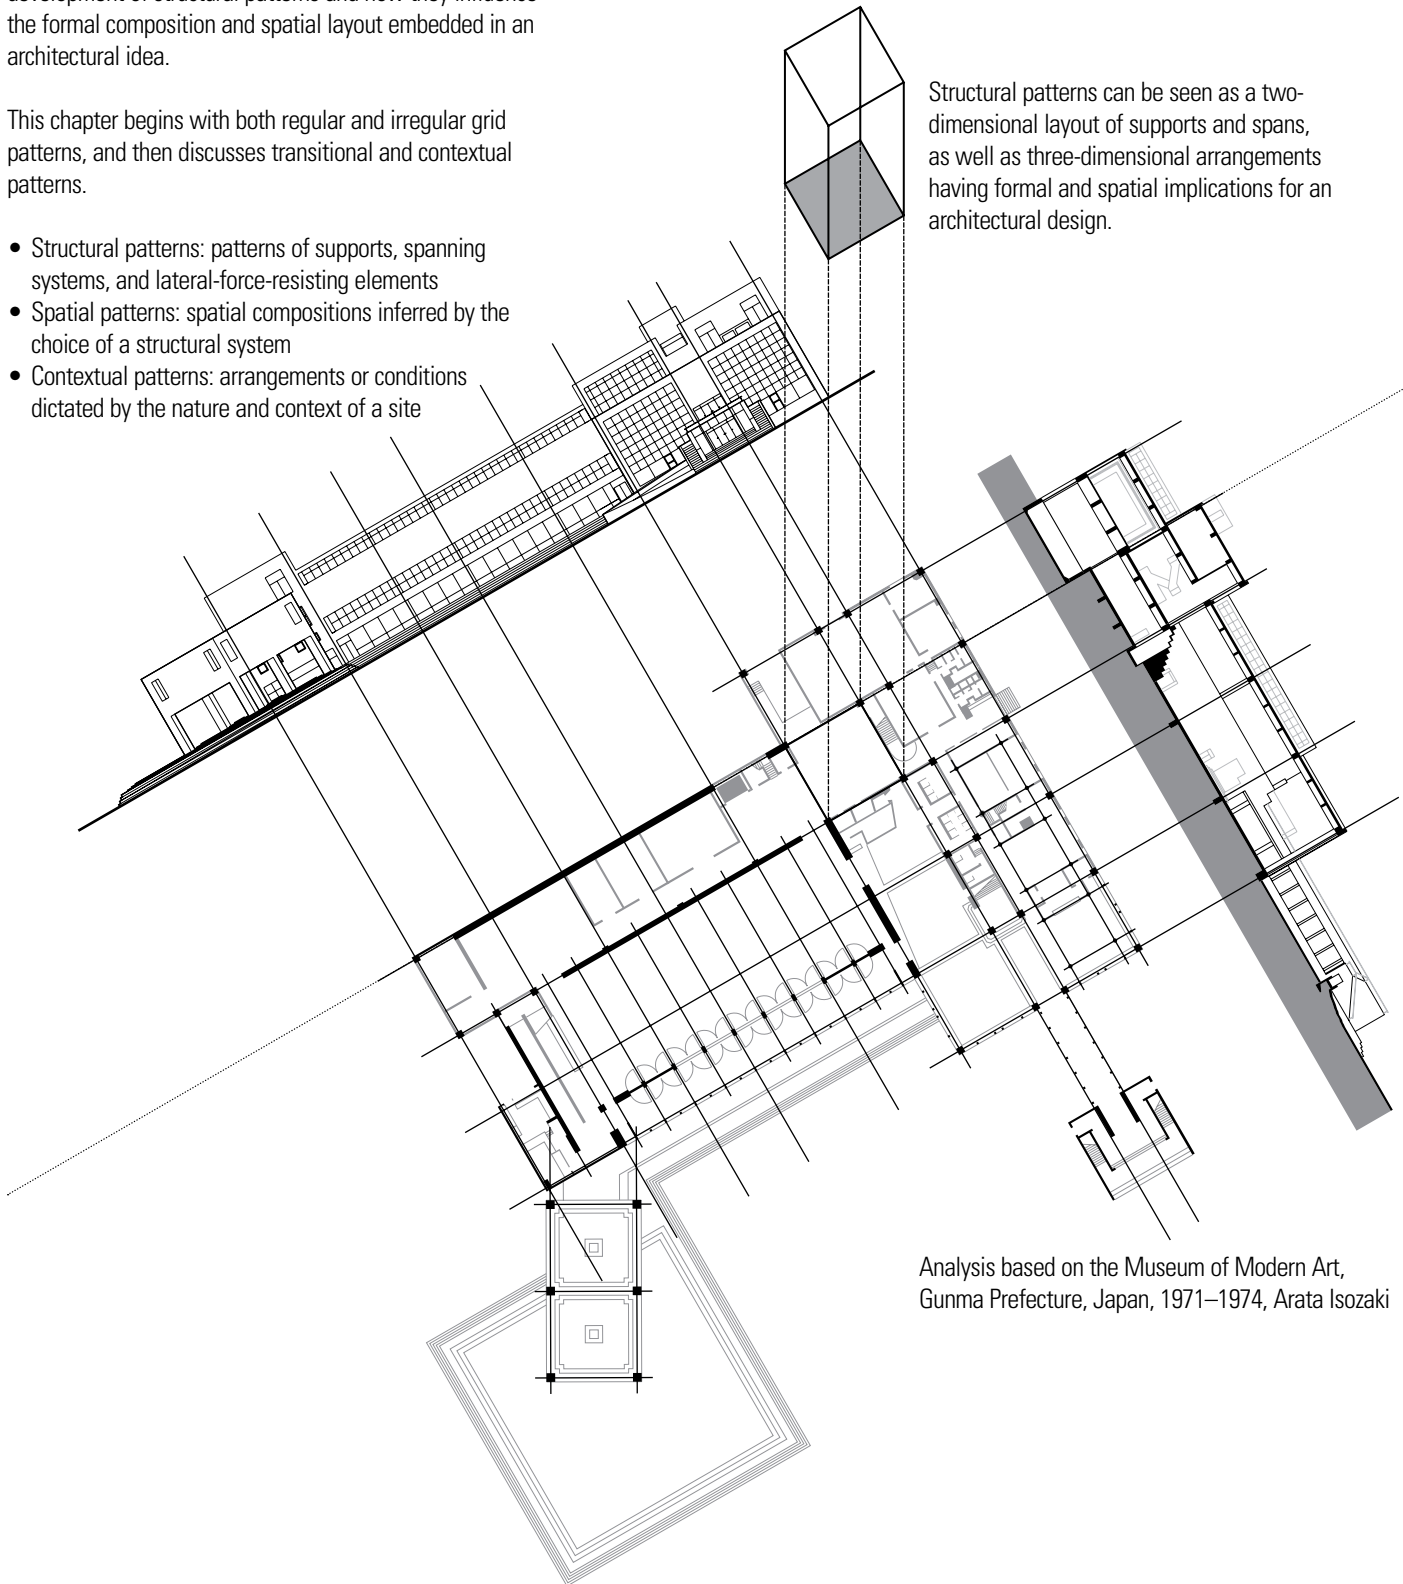 development of structural patterns and how they influence
the formal composition and spatial layout embedded in an
architectural idea.
This chapter begins with both regular and irregular grid
patterns, and then discusses transitional and contextual
patterns.
• Structural patterns: patterns of supports, spanning
systems, and lateral-force-resisting elements
• Spatial patterns: spatial compositions inferred by the
choice of a structural system
• Contextual patterns: arrangements or conditions
dictated by the nature and context of a site
Structural patterns can be seen as a two-
dimensional layout of supports and spans,
as well as three-dimensional arrangements
having formal and spatial implications for an
architectural design.
Analysis based on the Museum of Modern Art,
Gunma Prefecture, Japan, 1971–1974, Arata Isozaki